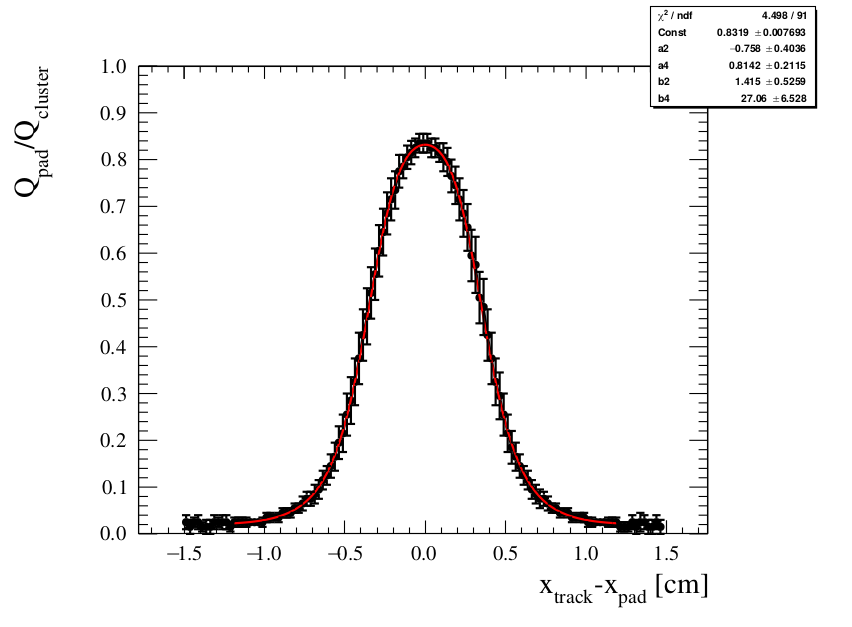 χ² / ndf 4.498 / 91
Const 0.8319 ± 0.007693
a2 −0.758 ± 0.4036
a4 0.8142 ± 0.2115
b2 1.415 ± 0.5259
b4 27.06 ± 6.528
Q_pad/Q_cluster
1.0
0.9
0.8
0.7
0.6
0.5
0.4
0.3
0.2
0.1
0.0
−1.5 −1.0 −0.5 0.0 0.5 1.0 1.5
x_track-x_pad [cm]